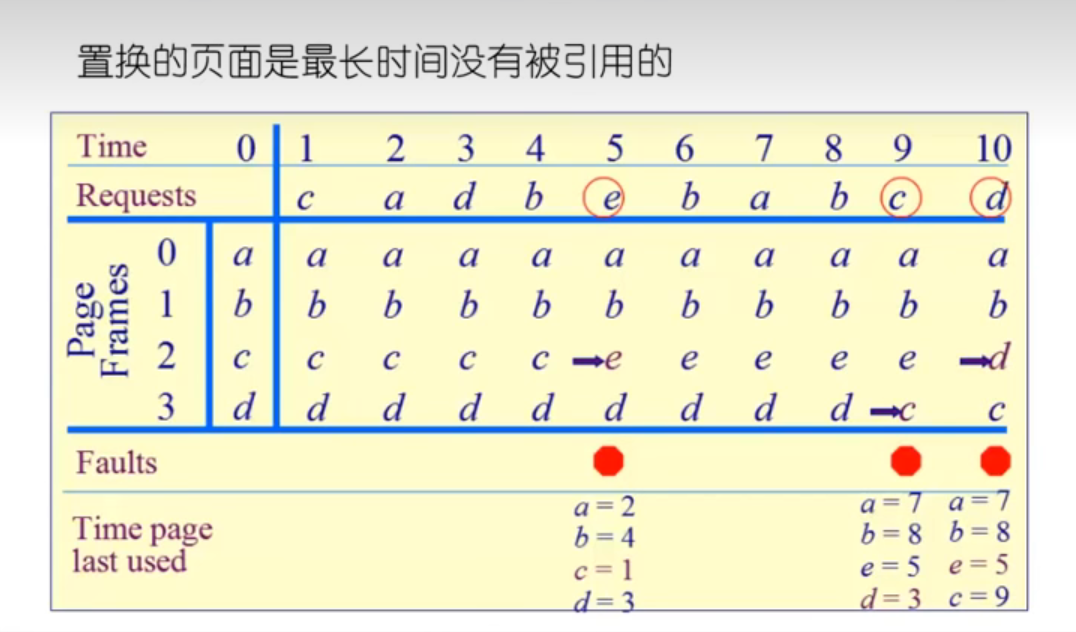 置换的页面是最长时间没有被引用的
Time 0 1 2 3 4 5 6 7 8 9 10
Requests c a d b e b a b c d
Page Frames
0 a a a a a a a a a a a
1 b b b b b b b b b b b
2 c c c c c e e e e e d
3 d d d d d d d d d c c
Faults
Time page last used
a = 2 a = 7 a = 7
b = 4 b = 8 b = 8
c = 1 e = 5 e = 5
d = 3 d = 3 c = 9